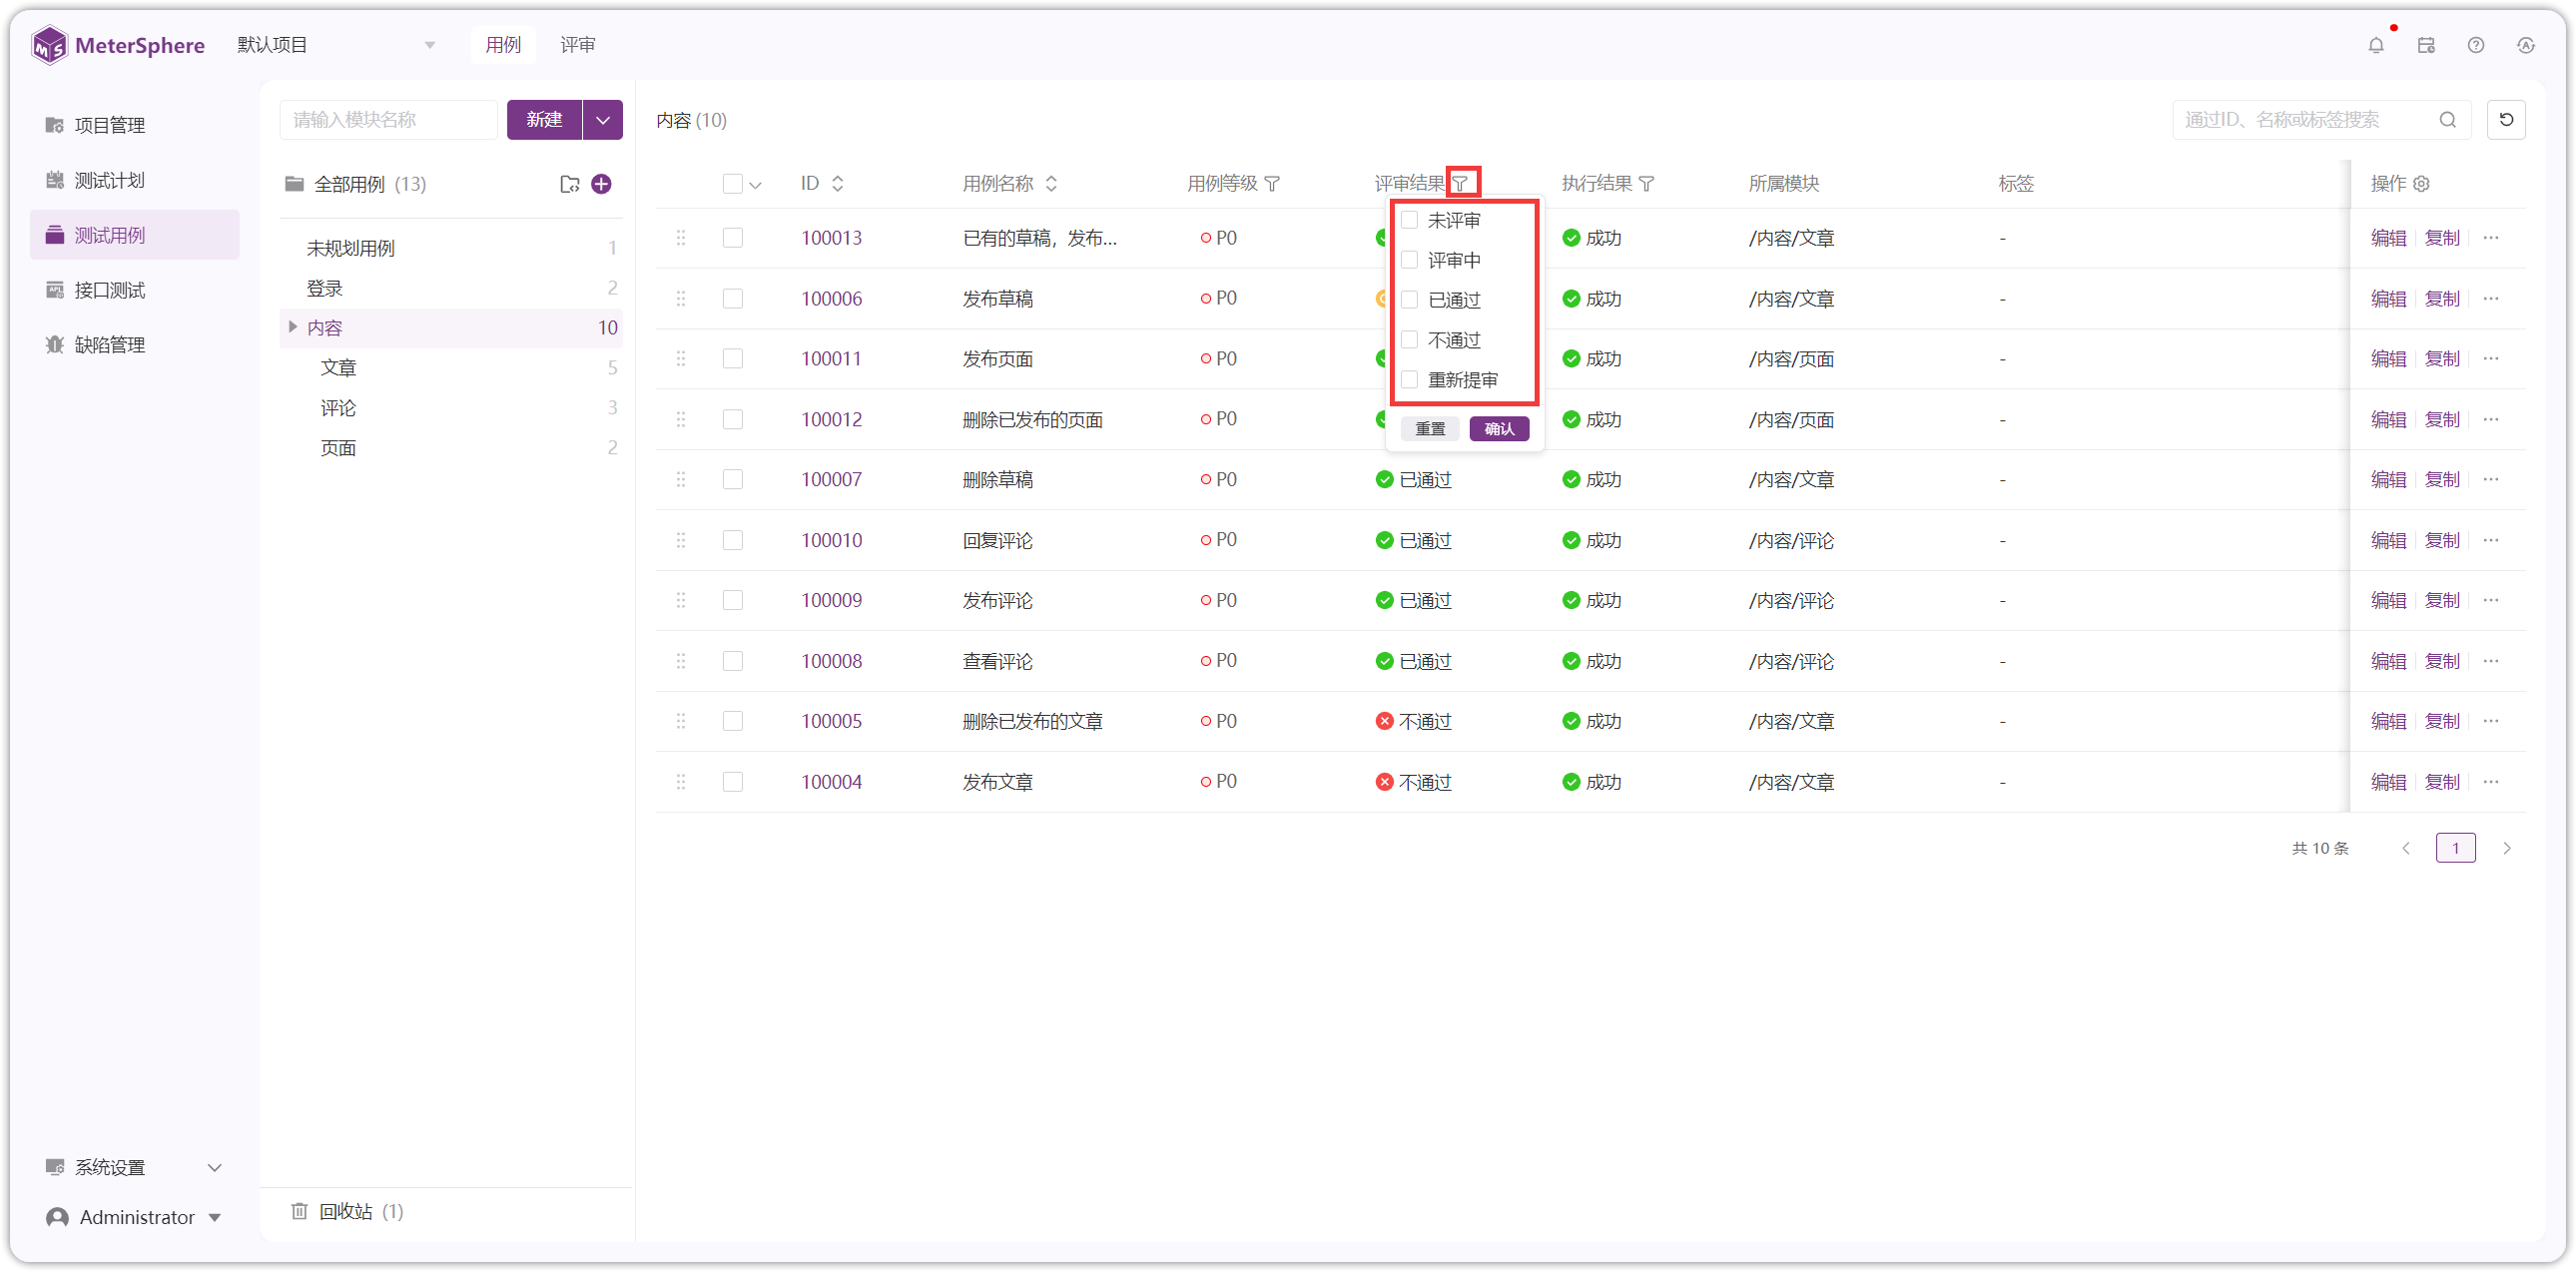 MeterSphere 默认项目 用例 评审
项目管理
测试计划
测试用例
接口测试
缺陷管理
系统设置
Administrator
请输入模块名称 新建
全部用例 (13)
未规划用例 1
登录 2
内容 10
文章 5
评论 3
页面 2
回收站 (1)
内容 (10) 通过ID、名称或标签搜索
ID 用例名称 用例等级 评审结果 执行结果 所属模块 标签 操作
100013 已有的草稿，发布... P0 成功 /内容/文章 - 编辑 复制 ...
100006 发布草稿 P0 成功 /内容/文章 - 编辑 复制 ...
100011 发布页面 P0 成功 /内容/页面 - 编辑 复制 ...
100012 删除已发布的页面 P0 成功 /内容/页面 - 编辑 复制 ...
100007 删除草稿 P0 已通过 成功 /内容/文章 - 编辑 复制 ...
100010 回复评论 P0 已通过 成功 /内容/评论 - 编辑 复制 ...
100009 发布评论 P0 已通过 成功 /内容/评论 - 编辑 复制 ...
100008 查看评论 P0 已通过 成功 /内容/评论 - 编辑 复制 ...
100005 删除已发布的文章 P0 不通过 成功 /内容/文章 - 编辑 复制 ...
100004 发布文章 P0 不通过 成功 /内容/文章 - 编辑 复制 ...
未评审
评审中
已通过
不通过
重新提审
重置 确认
共 10 条 1